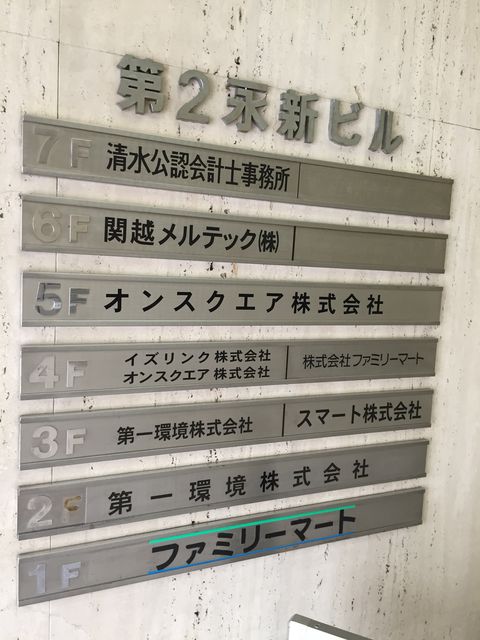 第2永新ビル
7F 清水公認会計士事務所
6F 関越メルテック(株)
5F オンスクエア株式会社
4F イズリンク株式会社
オンスクエア株式会社
株式会社ファミリーマート
3F 第一環境株式会社 スマート株式会社
2F 第一環境株式会社
1F ファミリーマート